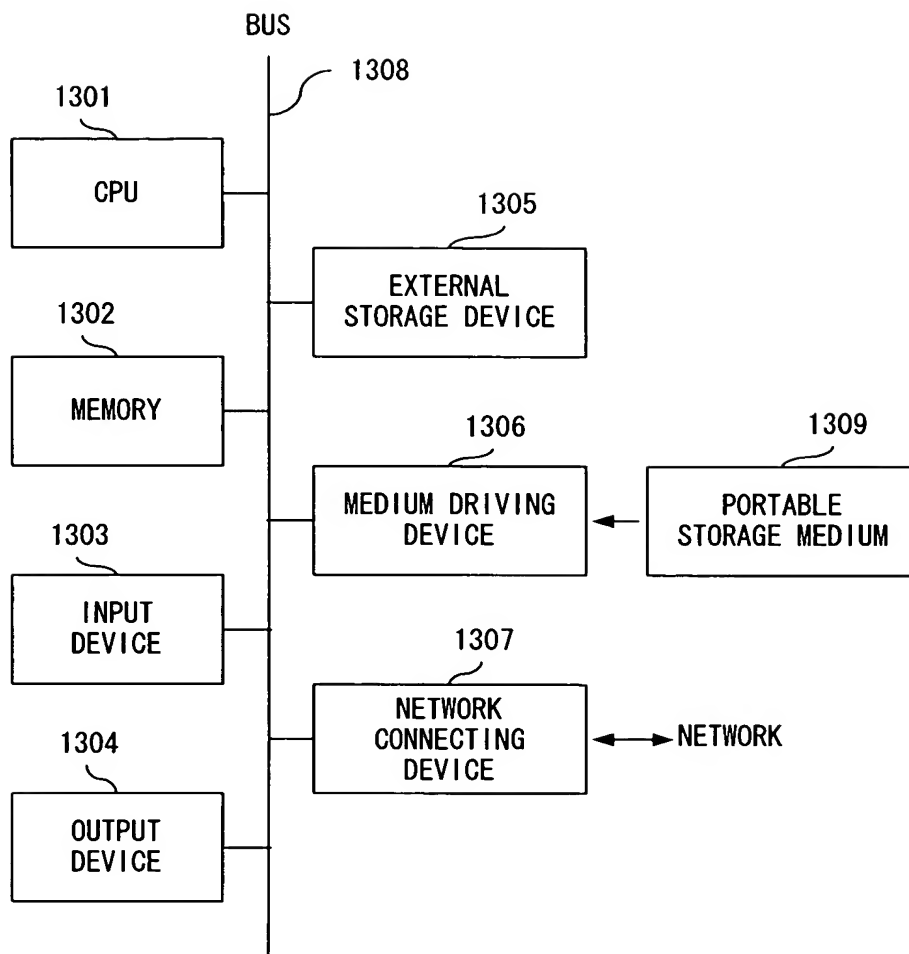 BUS
1308
1301
CPU
1305
EXTERNAL
STORAGE DEVICE
1302
MEMORY
1306
MEDIUM DRIVING
DEVICE
1309
PORTABLE
STORAGE MEDIUM
1303
INPUT
DEVICE
1307
NETWORK
CONNECTING
DEVICE
NETWORK
1304
OUTPUT
DEVICE